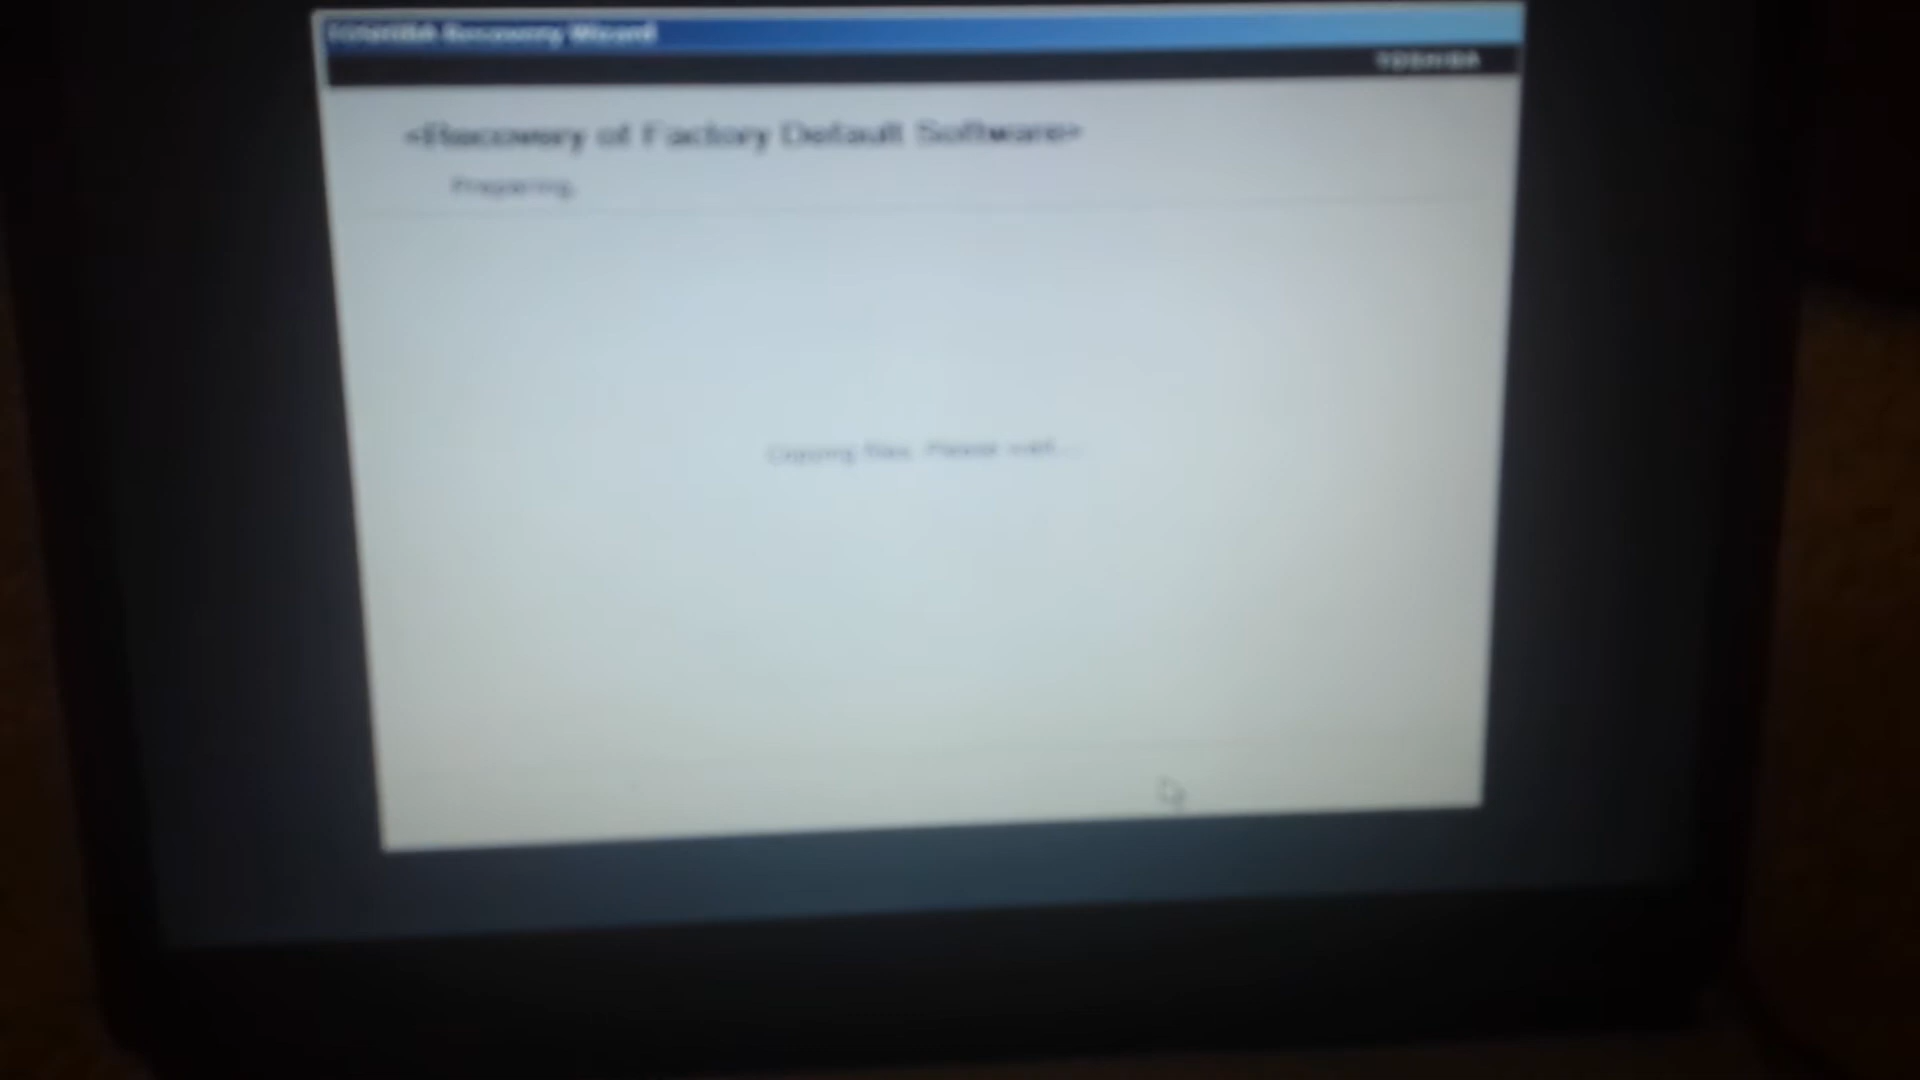 TOSHIBA Recovery Wizard
TOSHIBA
<Recovery of Factory Default Software>
Preparing.
Copying files. Please wait...